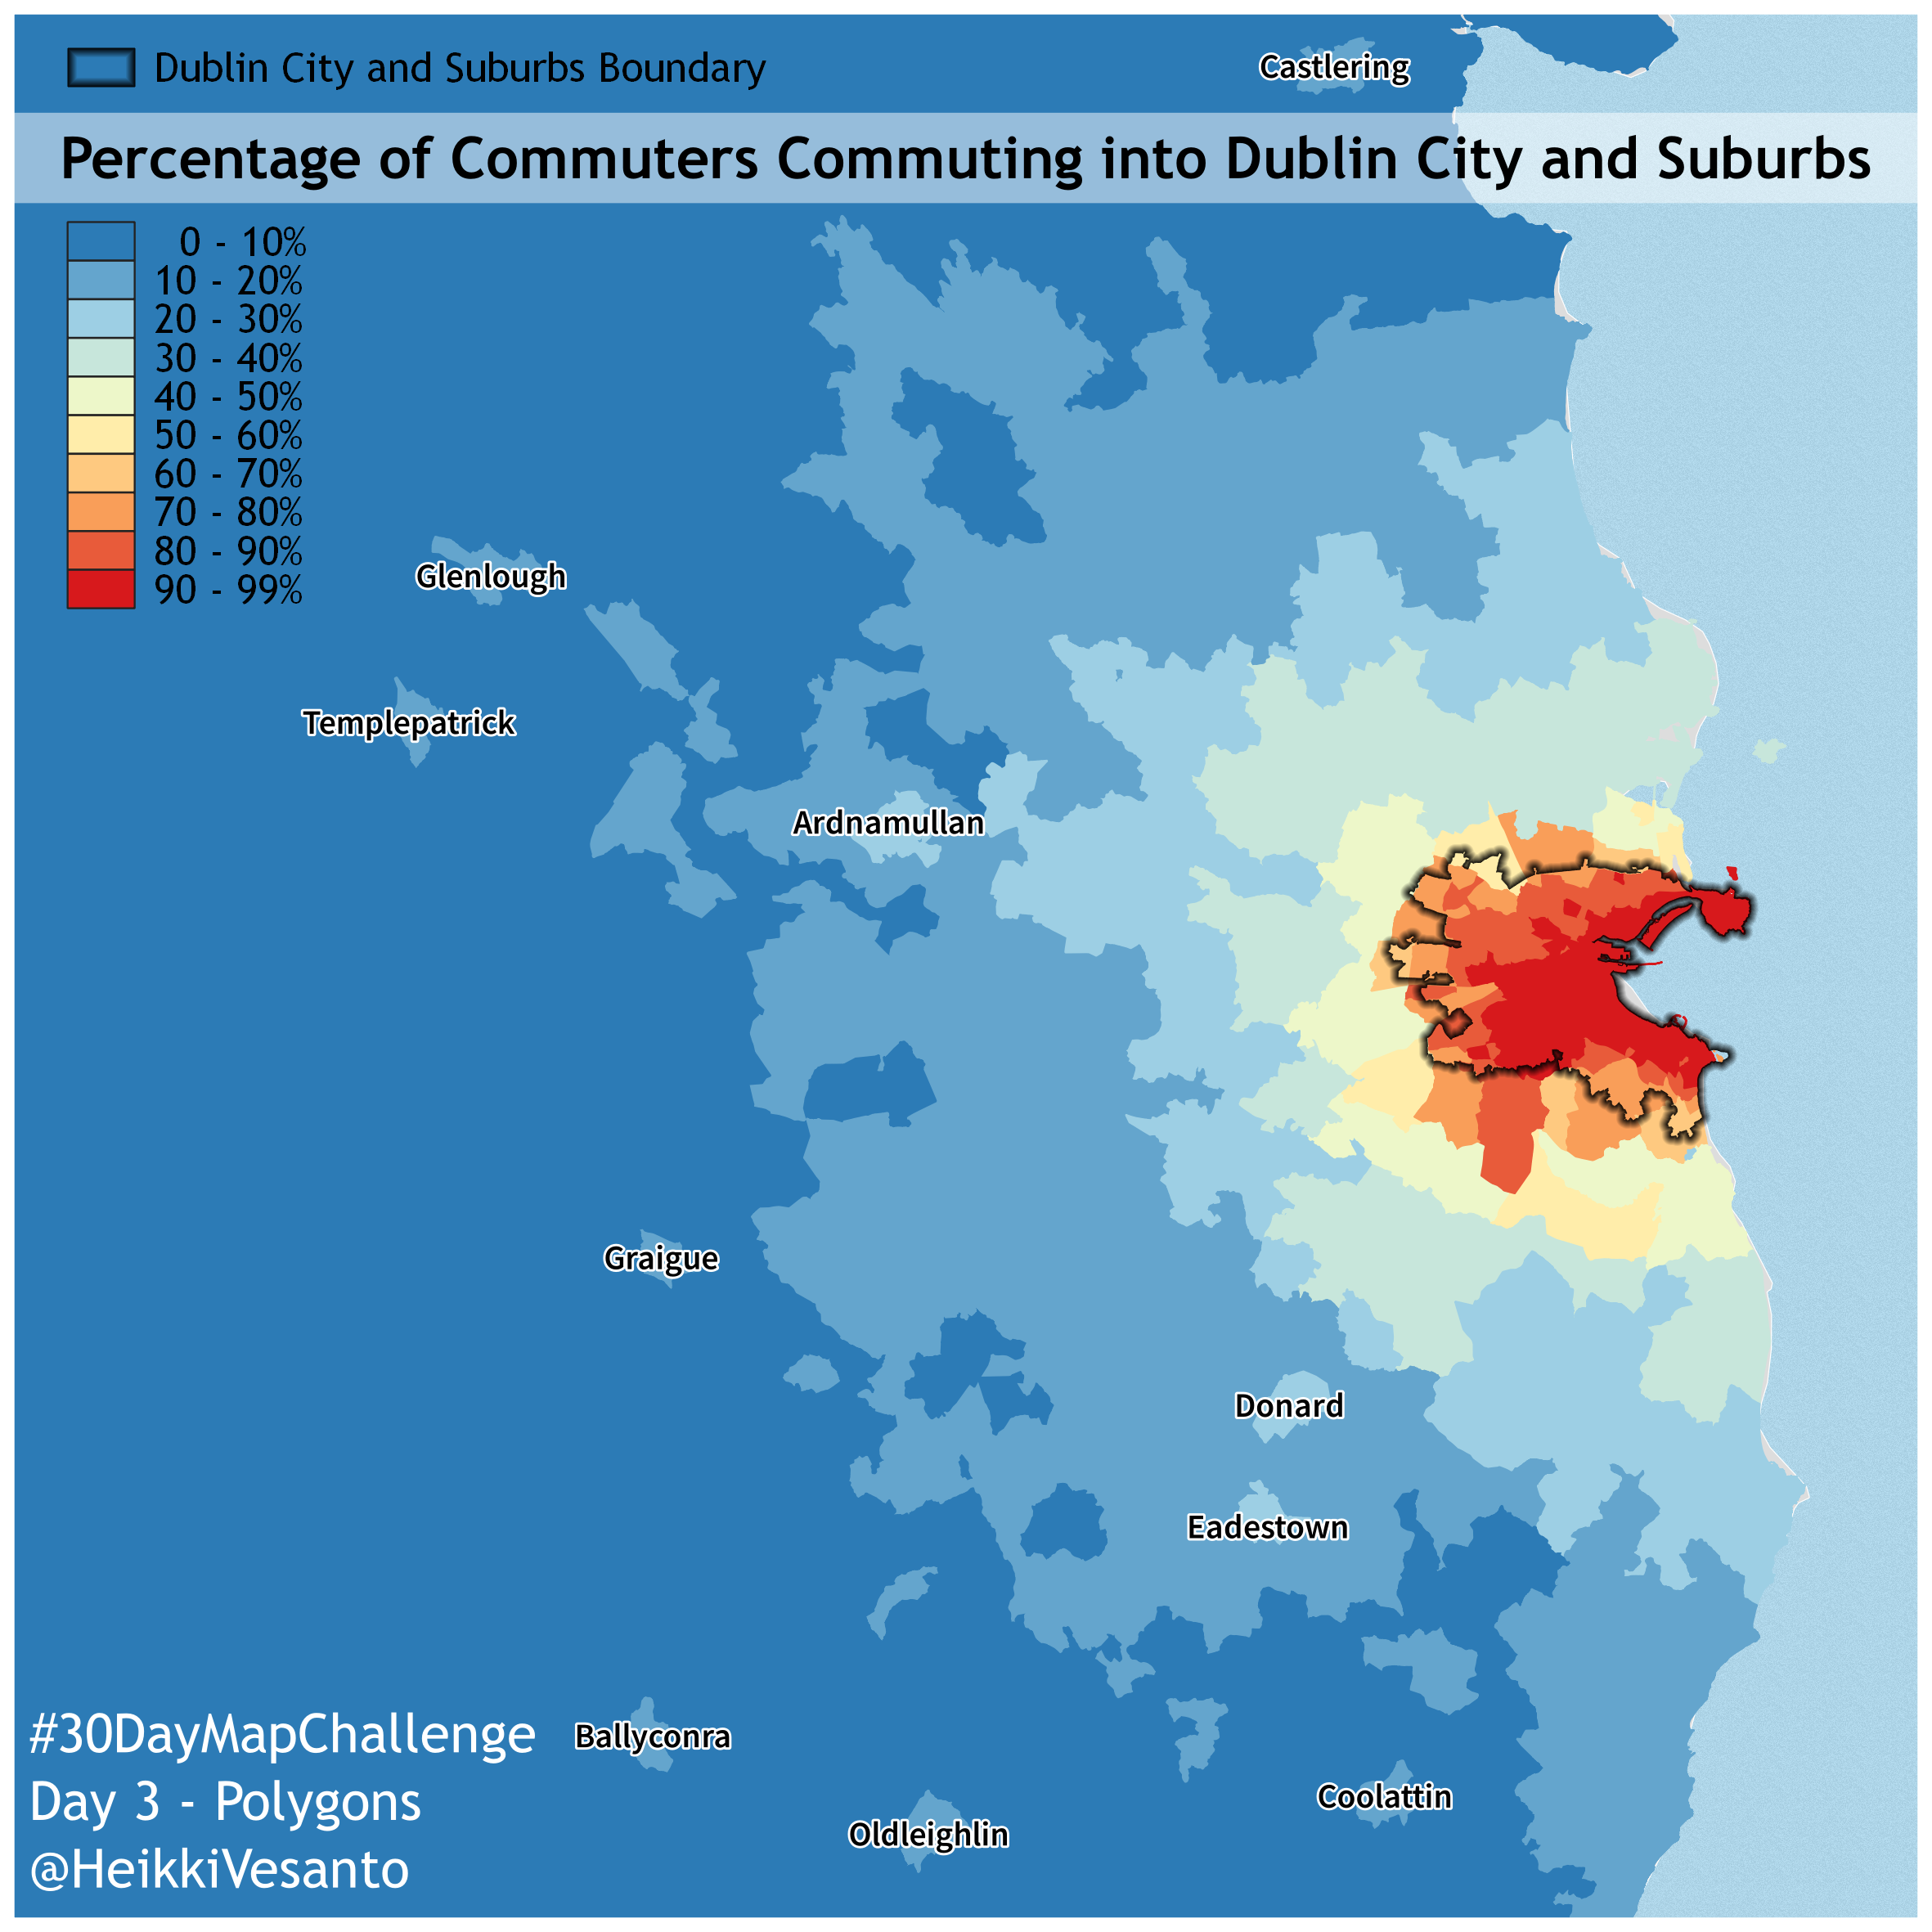 Dublin City and Suburbs Boundary
Castlering
Percentage of Commuters Commuting into Dublin City and Suburbs
0 - 10%
10 - 20%
20 - 30%
30 - 40%
40 - 50%
50 - 60%
60 - 70%
70 - 80%
80 - 90%
90 - 99%
Glenlough
Templepatrick
Ardnamullan
Graigue
Donard
Eadestown
Ballyconra
Coolattin
Oldleighlin
#30DayMapChallenge
Day 3 - Polygons
@HeikkiVesanto